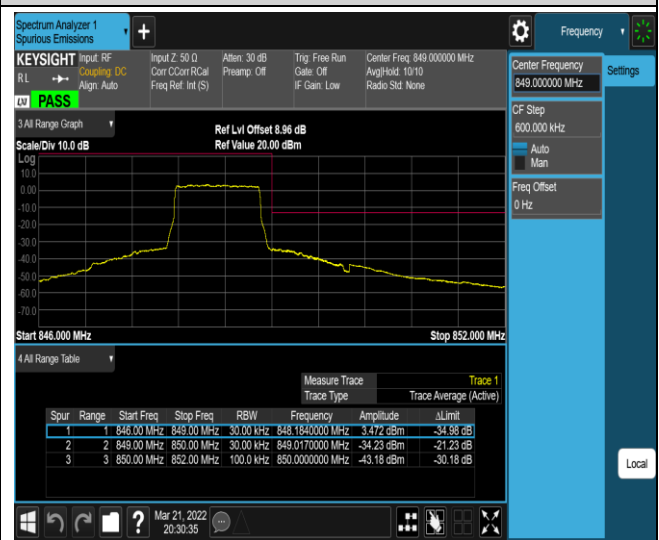 Spectrum Analyzer 1
Spurious Emissions
Frequency
KEYSIGHT
RL
Input: RF
Coupling: DC
Align: Auto
Input Z: 50 Ω
Corr CCorr RCal
Freq Ref: Int (S)
Atten: 30 dB
Preamp: Off
Trig: Free Run
Gate: Off
IF Gain: Low
Center Freq: 849.000000 MHz
Avg|Hold: 10/10
Radio Std: None
LXI PASS
Center Frequency
849.000000 MHz
Settings
CF Step
600.000 kHz
Auto
Man
Freq Offset
0 Hz
Local
3 All Range Graph
Scale/Div 10.0 dB
Ref Lvl Offset 8.96 dB
Ref Value 20.00 dBm
Log
10.0
0.00
-10.0
-20.0
-30.0
-40.0
-50.0
-60.0
-70.0
Start 846.000 MHz
Stop 852.000 MHz
4 All Range Table
Measure Trace Trace 1
Trace Type Trace Average (Active)
Spur Range Start Freq Stop Freq RBW Frequency Amplitude ΔLimit
1 1 846.00 MHz 849.00 MHz 30.00 kHz 848.1840000 MHz 3.472 dBm -34.98 dB
2 2 849.00 MHz 850.00 MHz 30.00 kHz 849.0170000 MHz -34.23 dBm -21.23 dB
3 3 850.00 MHz 852.00 MHz 100.0 kHz 850.0000000 MHz -43.18 dBm -30.18 dB
Mar 21, 2022
20:30:35